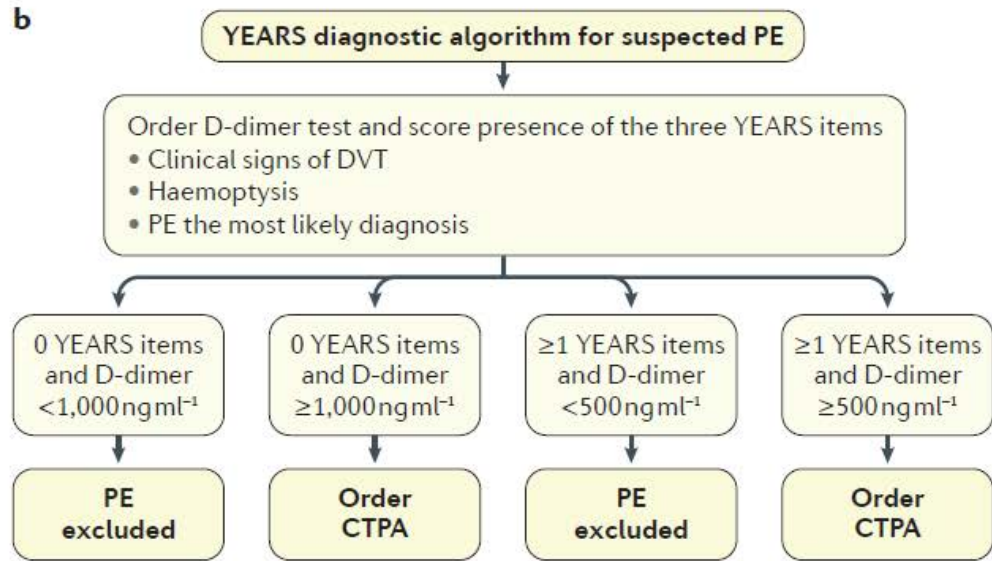 b
YEARS diagnostic algorithm for suspected PE
Order D-dimer test and score presence of the three YEARS items
• Clinical signs of DVT
• Haemoptysis
• PE the most likely diagnosis
0 YEARS items
and D-dimer
<1,000 ng ml⁻¹
0 YEARS items
and D-dimer
≥1,000 ng ml⁻¹
≥1 YEARS items
and D-dimer
<500 ng ml⁻¹
≥1 YEARS items
and D-dimer
≥500 ng ml⁻¹
PE
excluded
Order
CTPA
PE
excluded
Order
CTPA